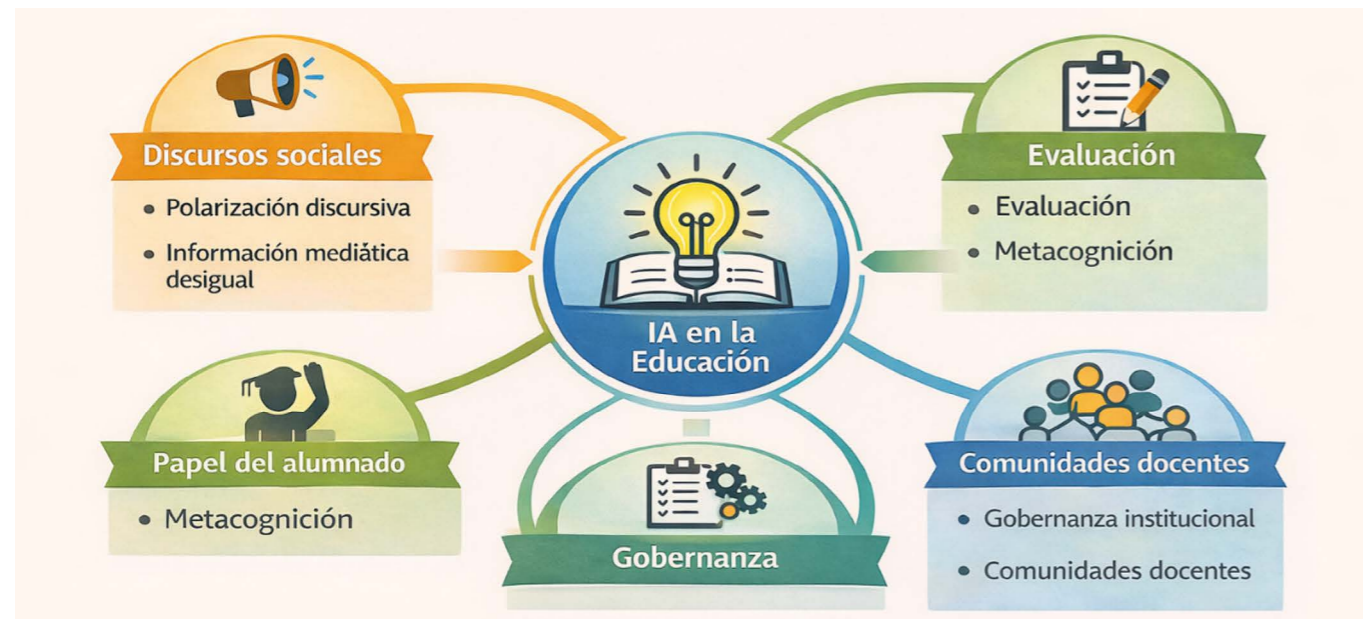 Discursos sociales
• Polarización discursiva
• Información mediática
desigual
Evaluación
• Evaluación
• Metacognición
IA en la
Educación
Papel del alumnado
• Metacognición
Gobernanza
Comunidades docentes
• Gobernanza institucional
• Comunidades docentes